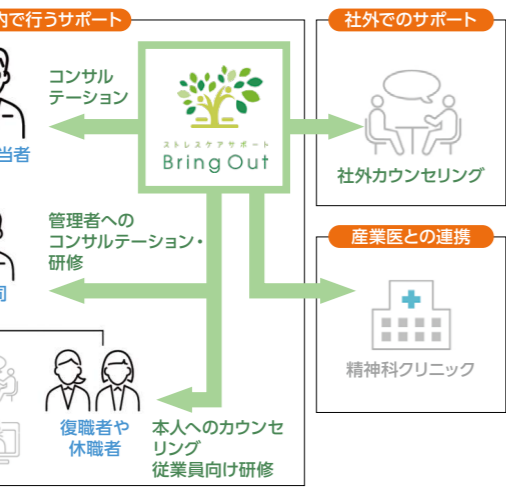 内で行うサポート
コンサル
テーション
当者
ストレスケアサポート
Bring Out
管理者への
コンサルテーション・
研修
司
復職者や
休職者
本人へのカウンセ
リング
従業員向け研修
社外でのサポート
社外カウンセリング
産業医との連携
精神科クリニック